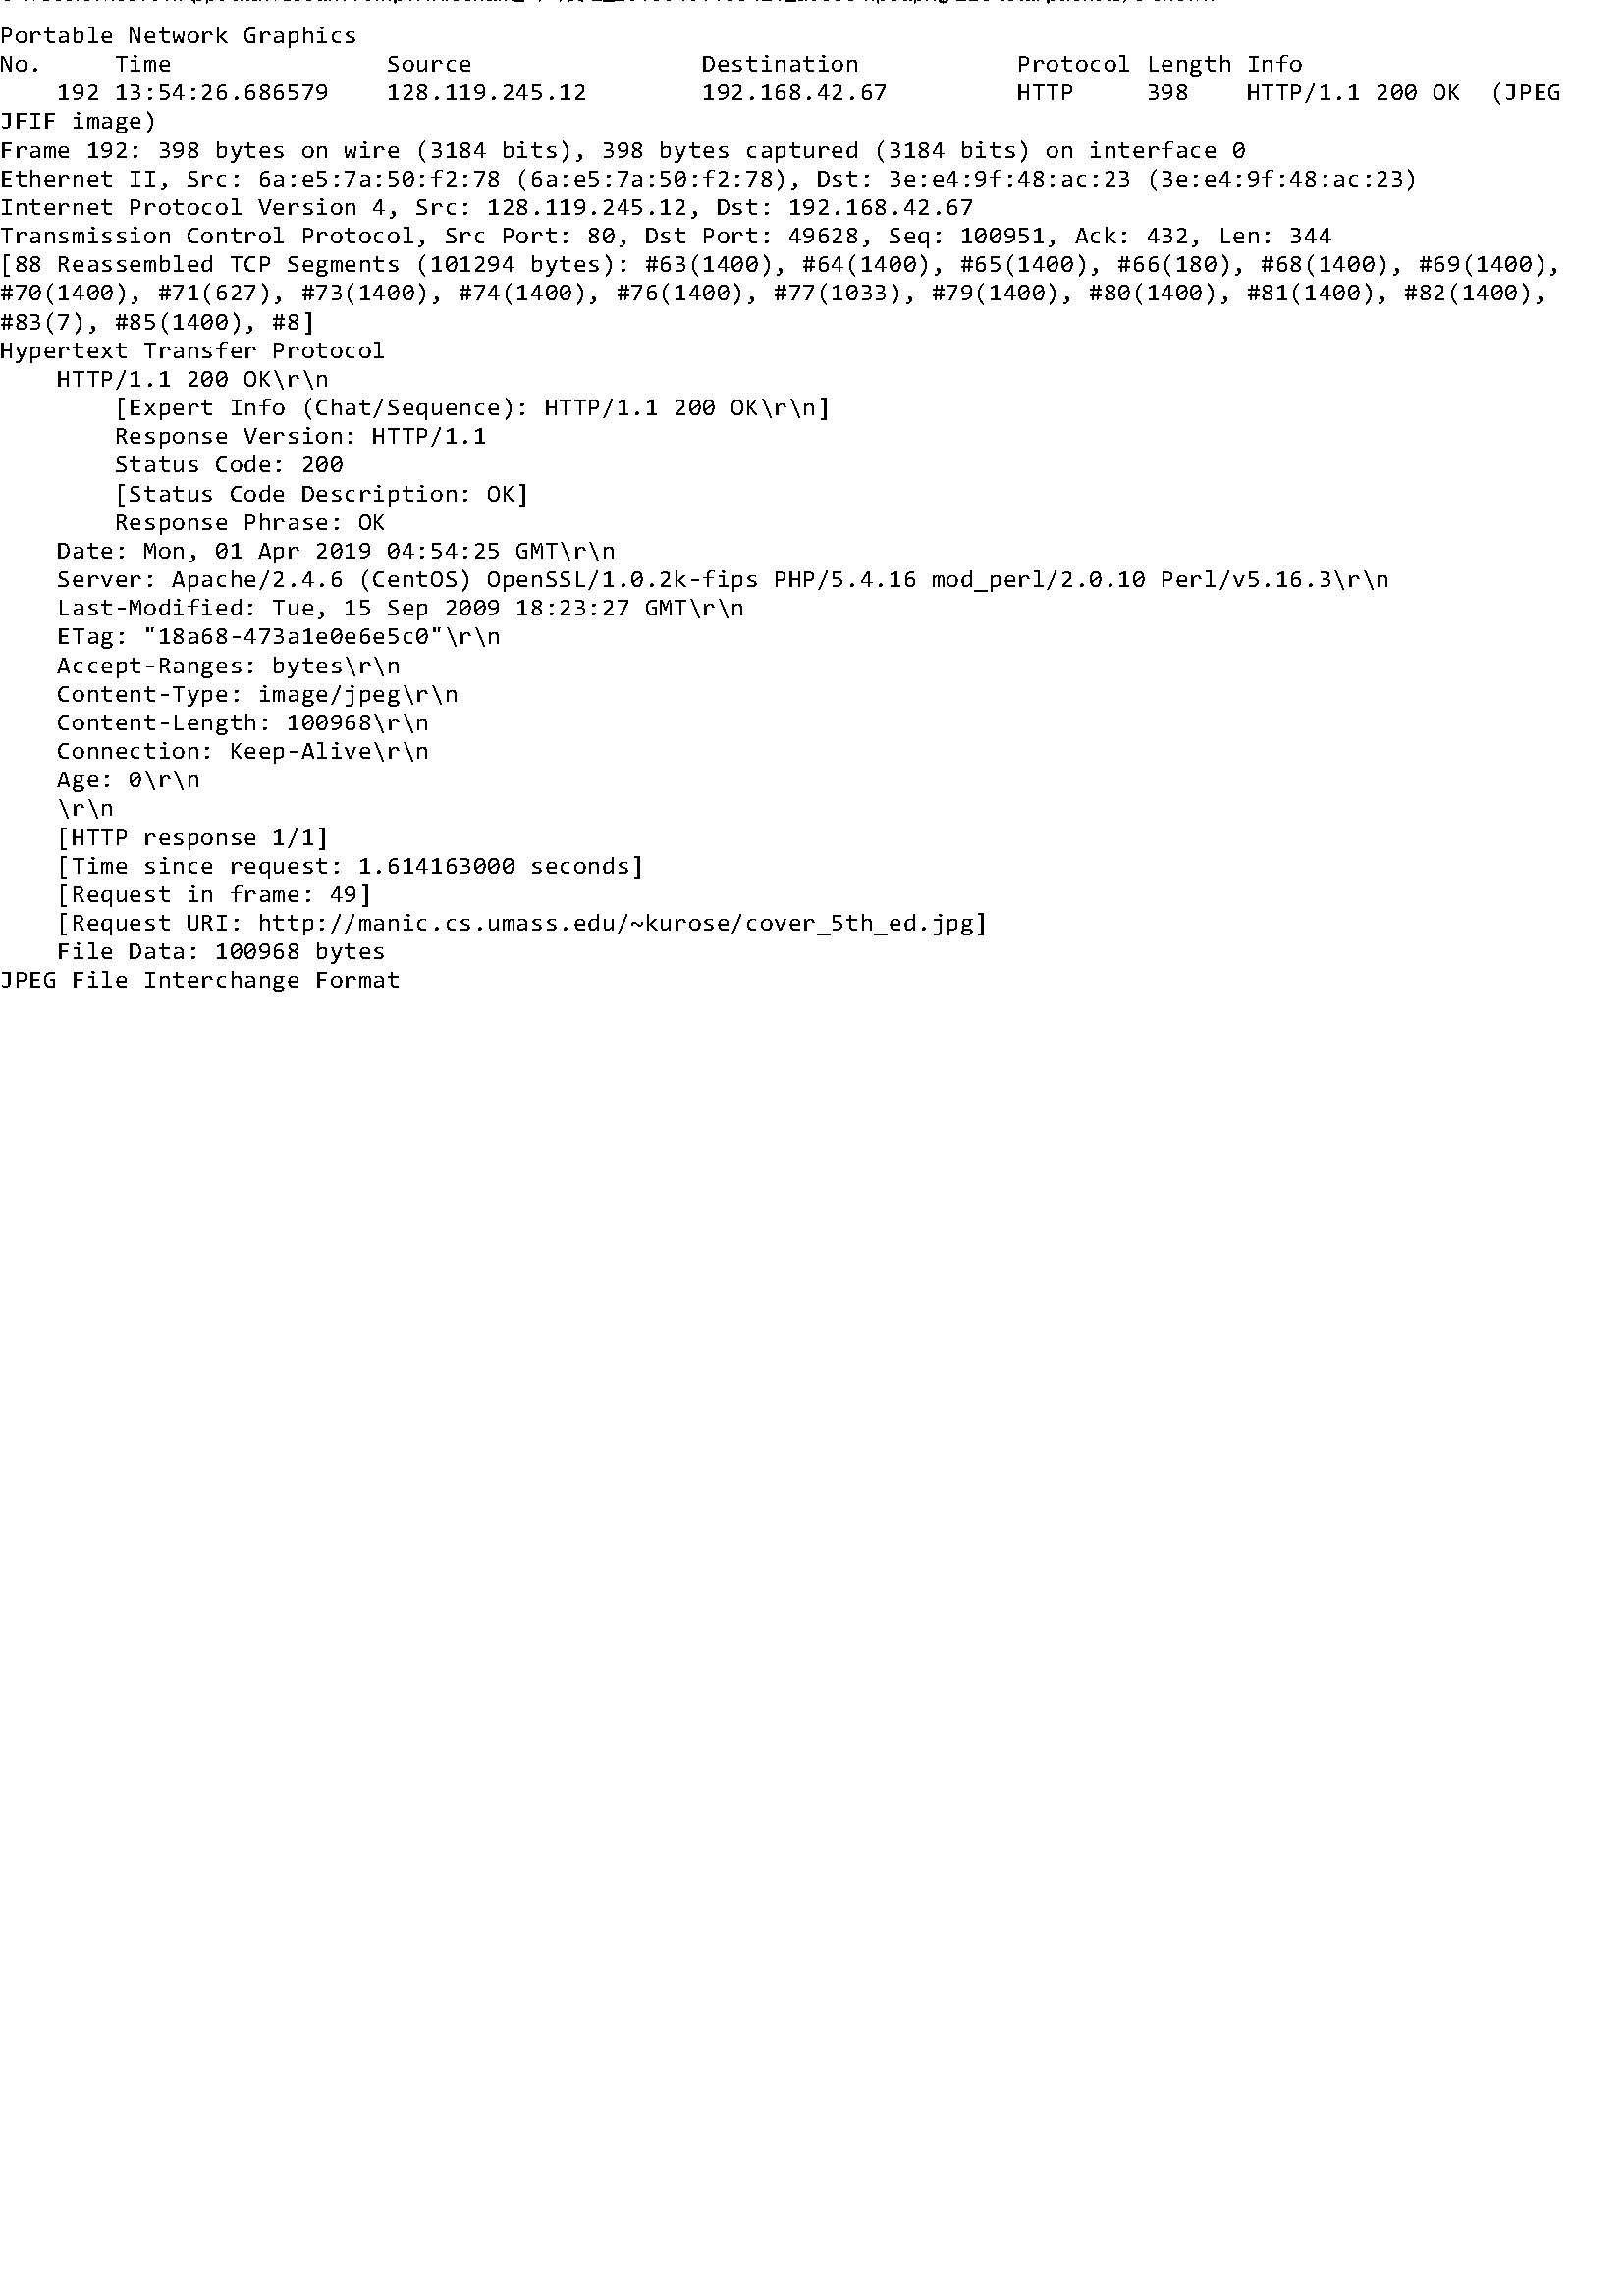 Portable Network Graphics
No.     Time               Source                Destination           Protocol Length Info
    192 13:54:26.686579    128.119.245.12        192.168.42.67         HTTP     398    HTTP/1.1 200 OK  (JPEG
JFIF image)
Frame 192: 398 bytes on wire (3184 bits), 398 bytes captured (3184 bits) on interface 0
Ethernet II, Src: 6a:e5:7a:50:f2:78 (6a:e5:7a:50:f2:78), Dst: 3e:e4:9f:48:ac:23 (3e:e4:9f:48:ac:23)
Internet Protocol Version 4, Src: 128.119.245.12, Dst: 192.168.42.67
Transmission Control Protocol, Src Port: 80, Dst Port: 49628, Seq: 100951, Ack: 432, Len: 344
[88 Reassembled TCP Segments (101294 bytes): #63(1400), #64(1400), #65(1400), #66(180), #68(1400), #69(1400),
#70(1400), #71(627), #73(1400), #74(1400), #76(1400), #77(1033), #79(1400), #80(1400), #81(1400), #82(1400),
#83(7), #85(1400), #8]
Hypertext Transfer Protocol
    HTTP/1.1 200 OK\r\n
        [Expert Info (Chat/Sequence): HTTP/1.1 200 OK\r\n]
        Response Version: HTTP/1.1
        Status Code: 200
        [Status Code Description: OK]
        Response Phrase: OK
    Date: Mon, 01 Apr 2019 04:54:25 GMT\r\n
    Server: Apache/2.4.6 (CentOS) OpenSSL/1.0.2k-fips PHP/5.4.16 mod_perl/2.0.10 Perl/v5.16.3\r\n
    Last-Modified: Tue, 15 Sep 2009 18:23:27 GMT\r\n
    ETag: "18a68-473a1e0e6e5c0"\r\n
    Accept-Ranges: bytes\r\n
    Content-Type: image/jpeg\r\n
    Content-Length: 100968\r\n
    Connection: Keep-Alive\r\n
    Age: 0\r\n
    \r\n
    [HTTP response 1/1]
    [Time since request: 1.614163000 seconds]
    [Request in frame: 49]
    [Request URI: http://manic.cs.umass.edu/~kurose/cover_5th_ed.jpg]
    File Data: 100968 bytes
JPEG File Interchange Format